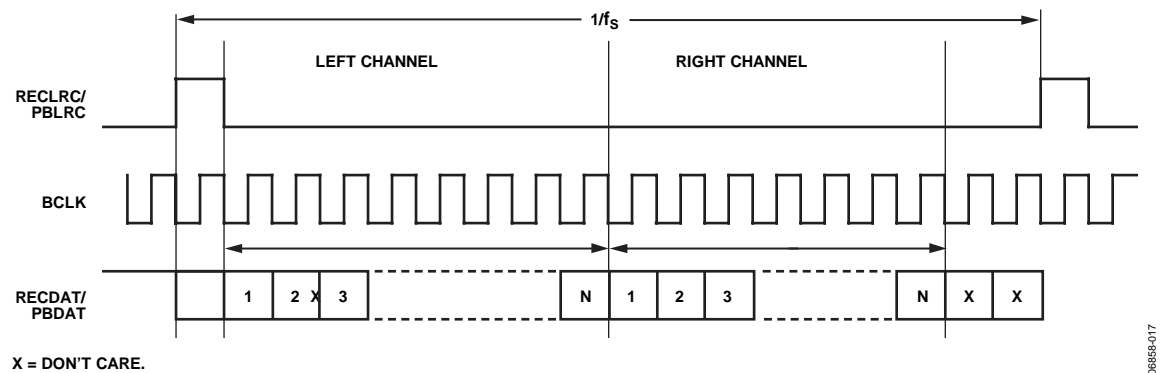 1/fS
LEFT CHANNEL RIGHT CHANNEL
RECLRC/
PBLRC
BCLK
RECDAT/
PBDAT
1 2 X 3 N 1 2 3 N X X
X = DON'T CARE.
06858-017